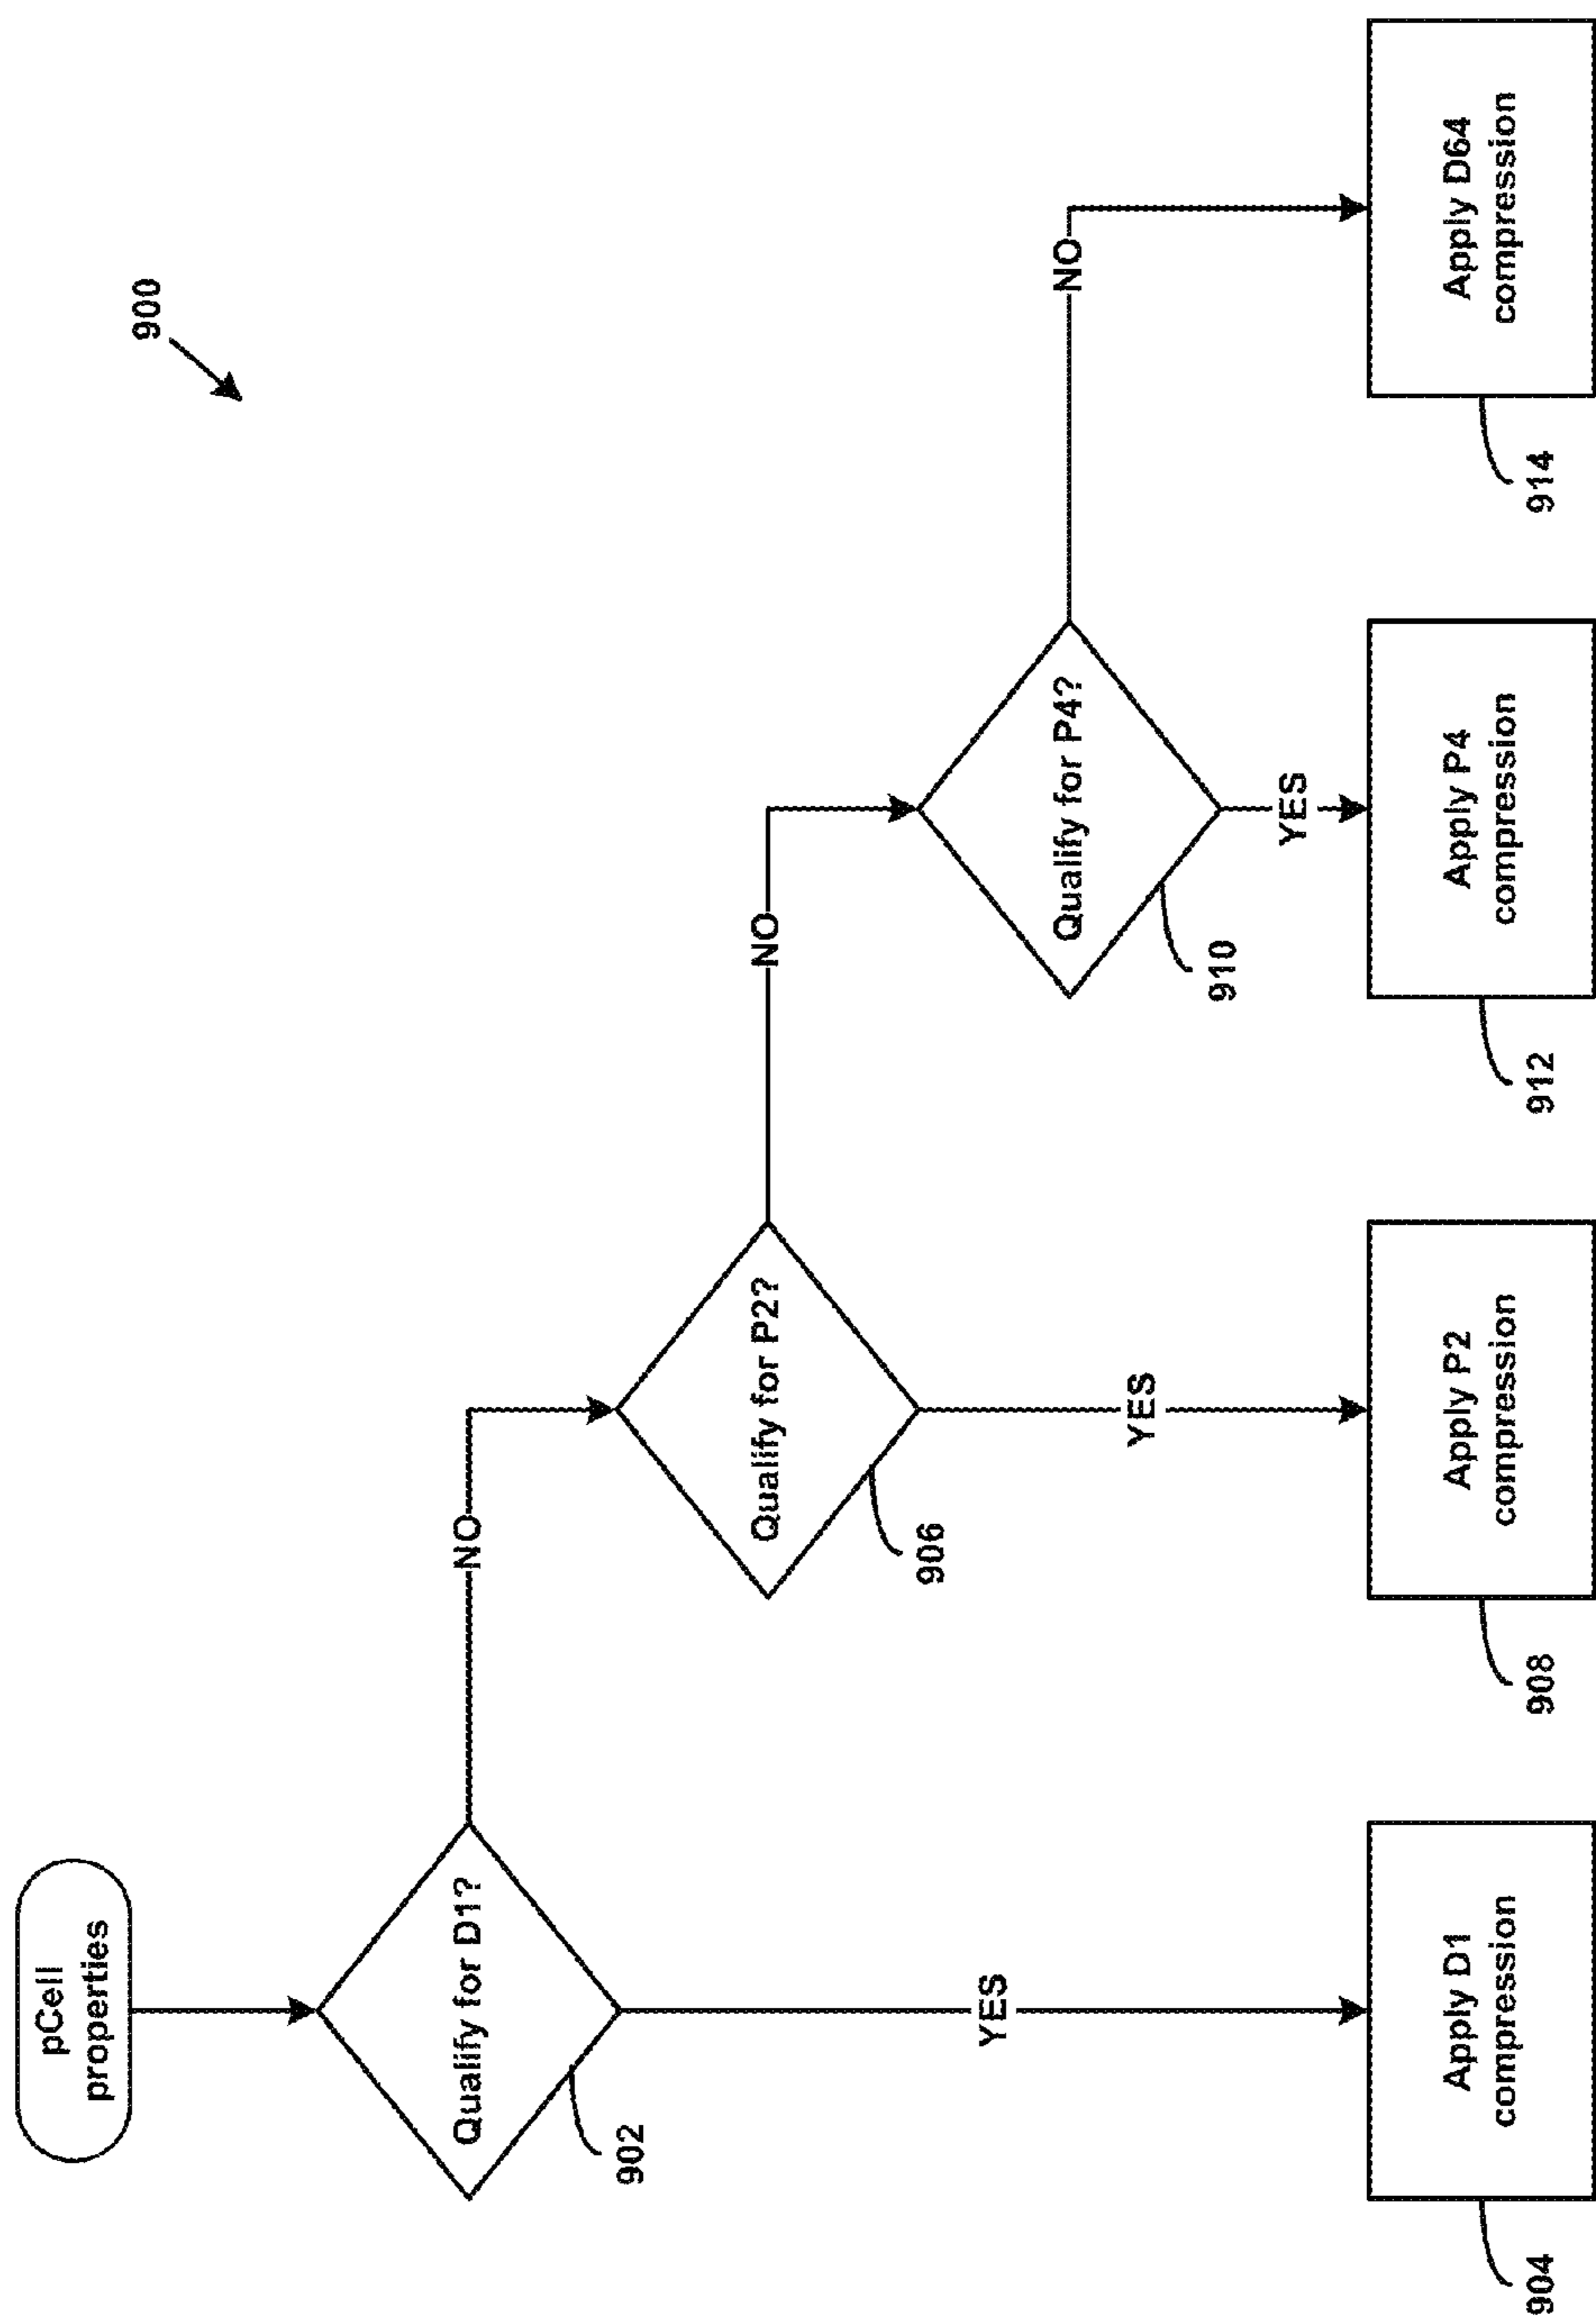 900
pCell
properties
Qualify for D1?
902
NO
YES
Qualify for P2?
906
NO
YES
Qualify for P4?
910
NO
YES
Apply D1
compression
904
Apply P2
compression
908
Apply P4
compression
912
Apply D64
compression
914